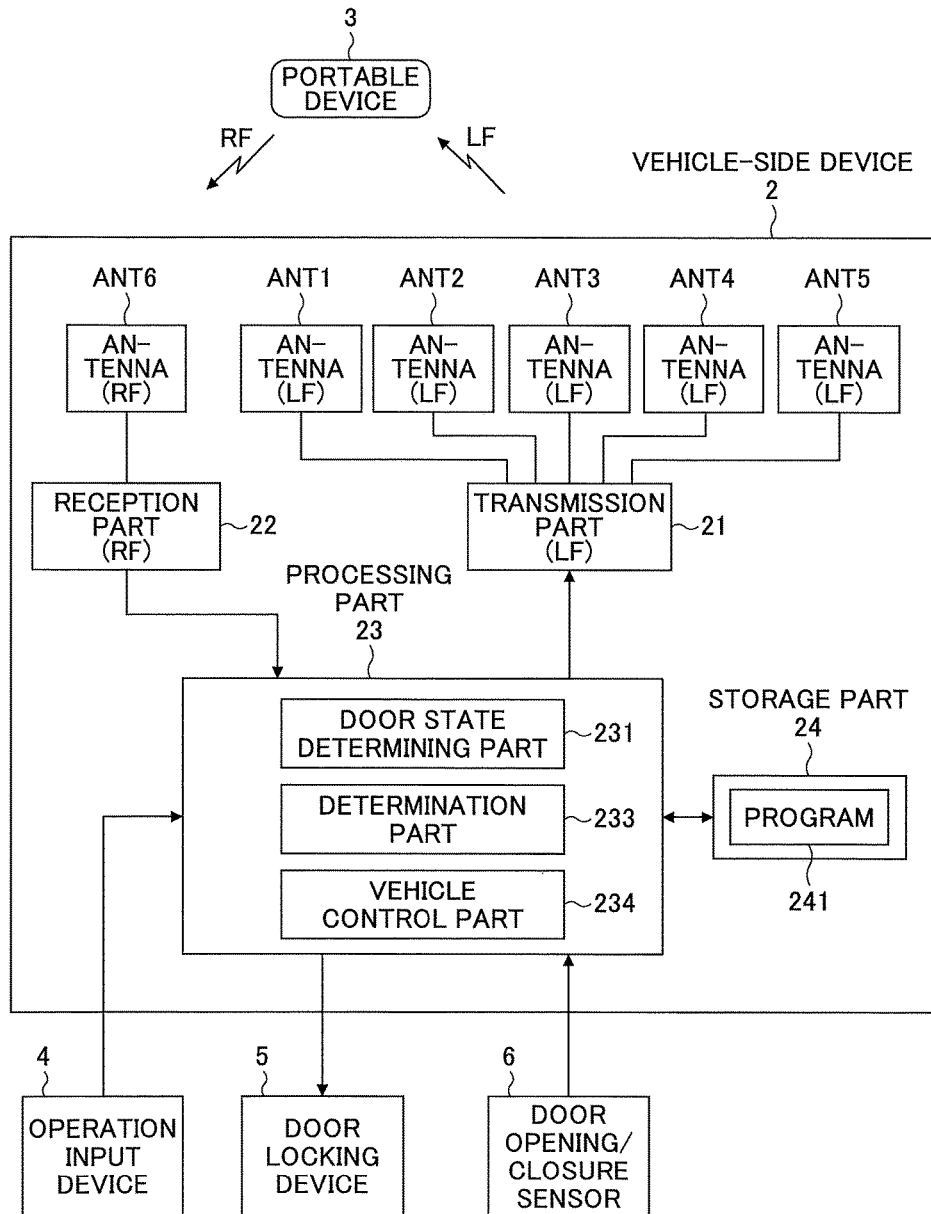 3
PORTABLE
DEVICE
RF
LF
VEHICLE-SIDE DEVICE
2
ANT6
ANT1
ANT2
ANT3
ANT4
ANT5
AN-
TENNA
(RF)
AN-
TENNA
(LF)
AN-
TENNA
(LF)
AN-
TENNA
(LF)
AN-
TENNA
(LF)
AN-
TENNA
(LF)
RECEPTION
PART
(RF)
22
TRANSMISSION
PART
(LF)
21
PROCESSING
PART
23
DOOR STATE
DETERMINING PART
231
DETERMINATION
PART
233
VEHICLE
CONTROL PART
234
STORAGE PART
24
PROGRAM
241
4
OPERATION
INPUT
DEVICE
5
DOOR
LOCKING
DEVICE
6
DOOR
OPENING/
CLOSURE
SENSOR